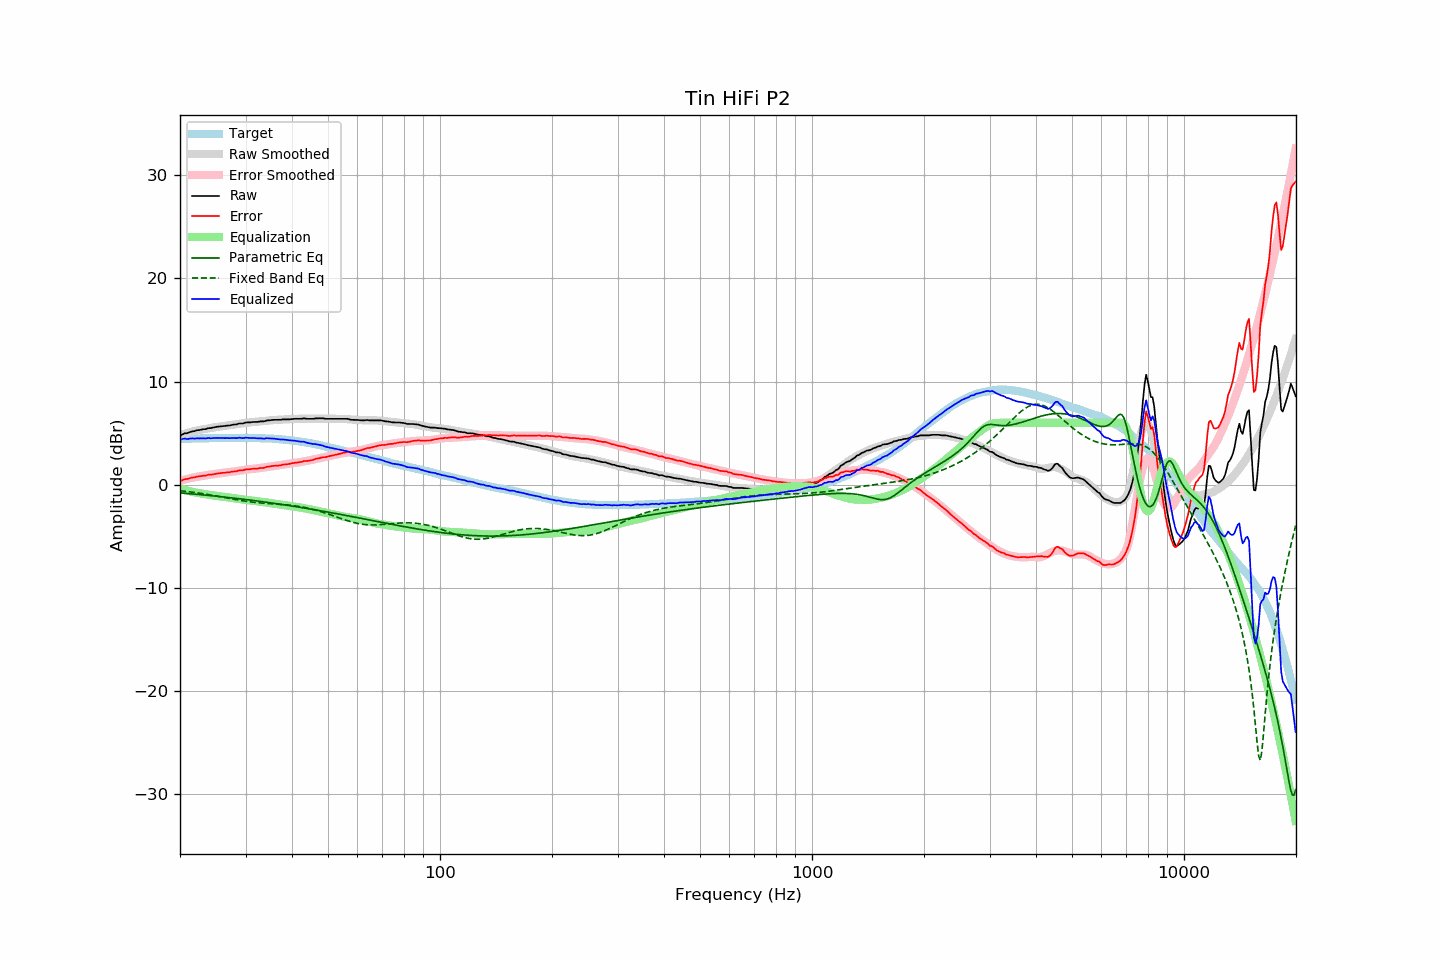 Tin HiFi P2
Target
Raw Smoothed
Error Smoothed
Raw
Error
Equalization
Parametric Eq
Fixed Band Eq
Equalized
30
20
10
0
−10
−20
−30
Amplitude (dBr)
100
1000
10000
Frequency (Hz)